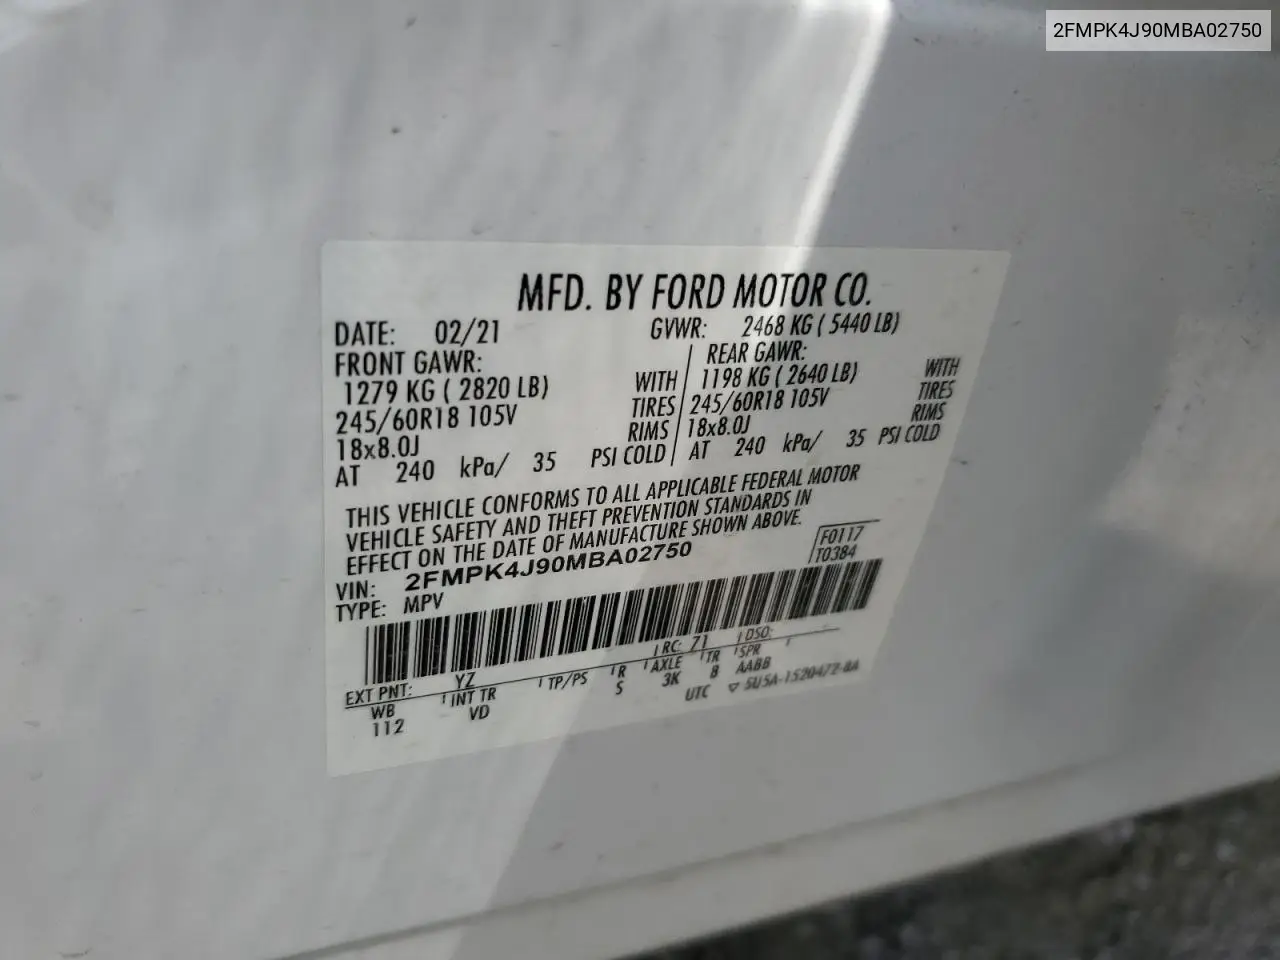 2FMPK4J90MBA02750
MFD. BY FORD MOTOR CO.
DATE: 02/21 GVWR: 2468 KG ( 5440 LB)
FRONT GAWR: REAR GAWR:
1279 KG ( 2820 LB) WITH 1198 KG ( 2640 LB) WITH
245/60R18 105V TIRES 245/60R18 105V TIRES
18x8.0J RIMS 18x8.0J RIMS
AT 240 kPa/ 35 PSI COLD AT 240 kPa/ 35 PSI COLD
THIS VEHICLE CONFORMS TO ALL APPLICABLE FEDERAL MOTOR
VEHICLE SAFETY AND THEFT PREVENTION STANDARDS IN
EFFECT ON THE DATE OF MANUFACTURE SHOWN ABOVE.
F0117
T0384
VIN: 2FMPK4J90MBA02750
TYPE: MPV
EXT PNT: YZ RC: 71 DSO:
WB INT TR TP/PS R AXLE TR SPR
112 VD S 3K B AABB
UTC